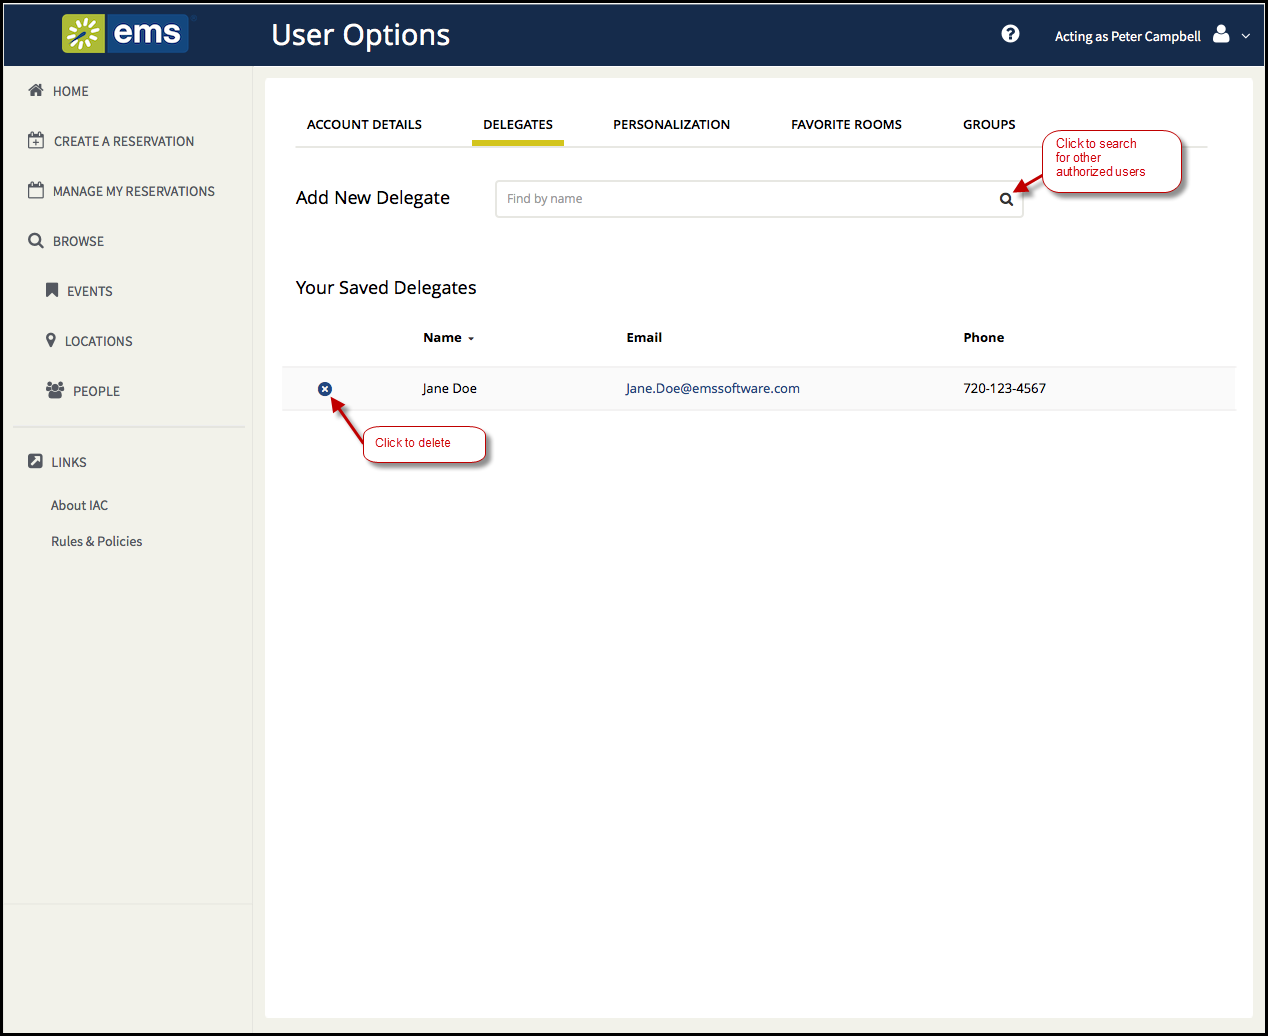 ems
User Options
Acting as Peter Campbell
HOME
CREATE A RESERVATION
MANAGE MY RESERVATIONS
BROWSE
EVENTS
LOCATIONS
PEOPLE
LINKS
About IAC
Rules & Policies
ACCOUNT DETAILS
DELEGATES
PERSONALIZATION
FAVORITE ROOMS
GROUPS
Click to search
for other
authorized users
Add New Delegate
Find by name
Your Saved Delegates
Name
Email
Phone
Jane Doe
Jane.Doe@emssoftware.com
720-123-4567
Click to delete